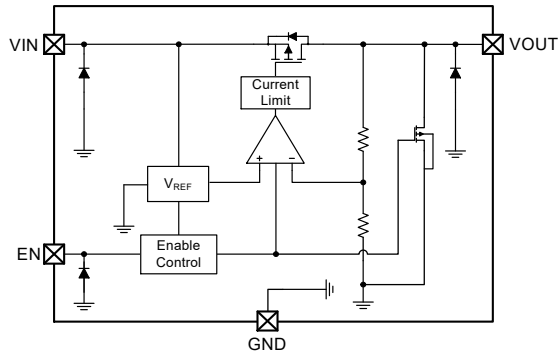 VIN
VOUT
Current
Limit
+
−
VREF
EN
Enable
Control
GND